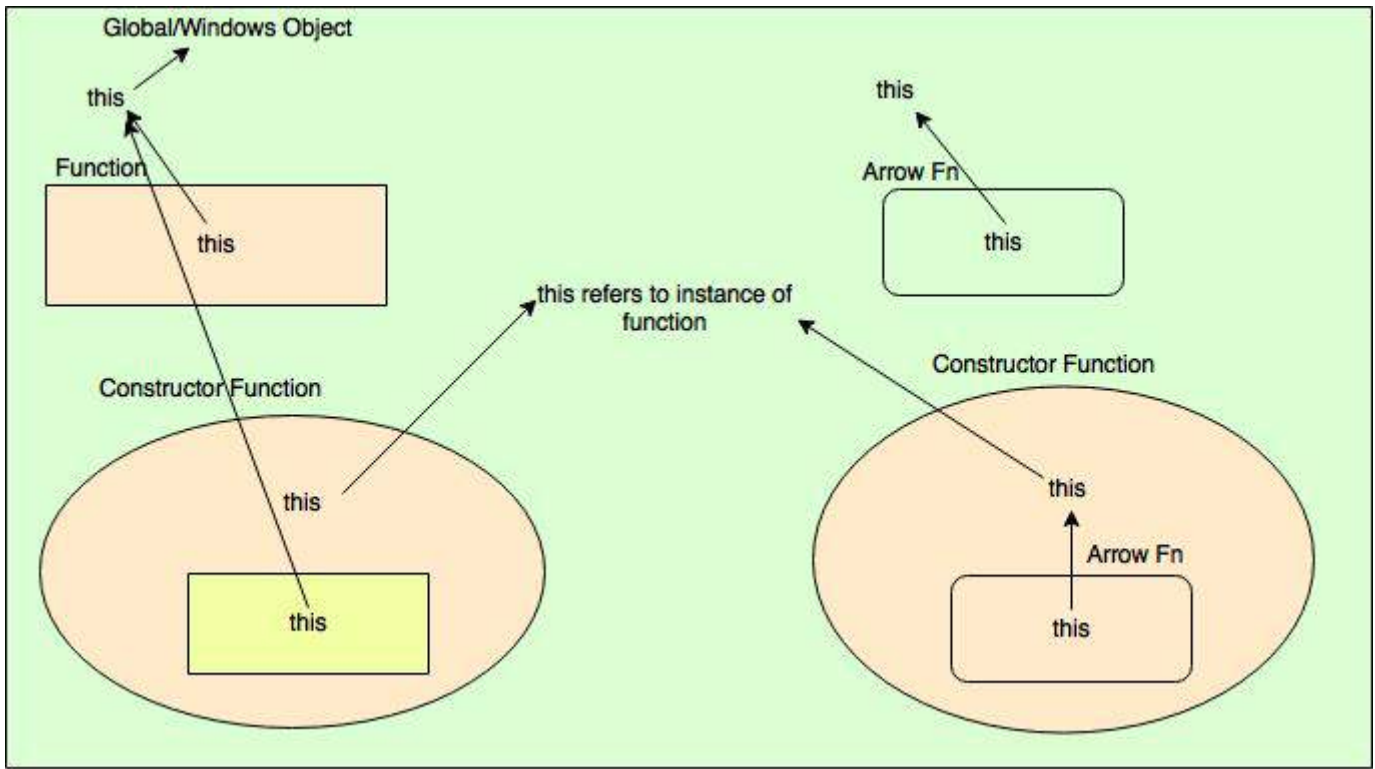 Global/Windows Object
this
Function
this
this
Arrow Fn
this
this refers to instance of
function
Constructor Function
this
this
Constructor Function
this
Arrow Fn
this